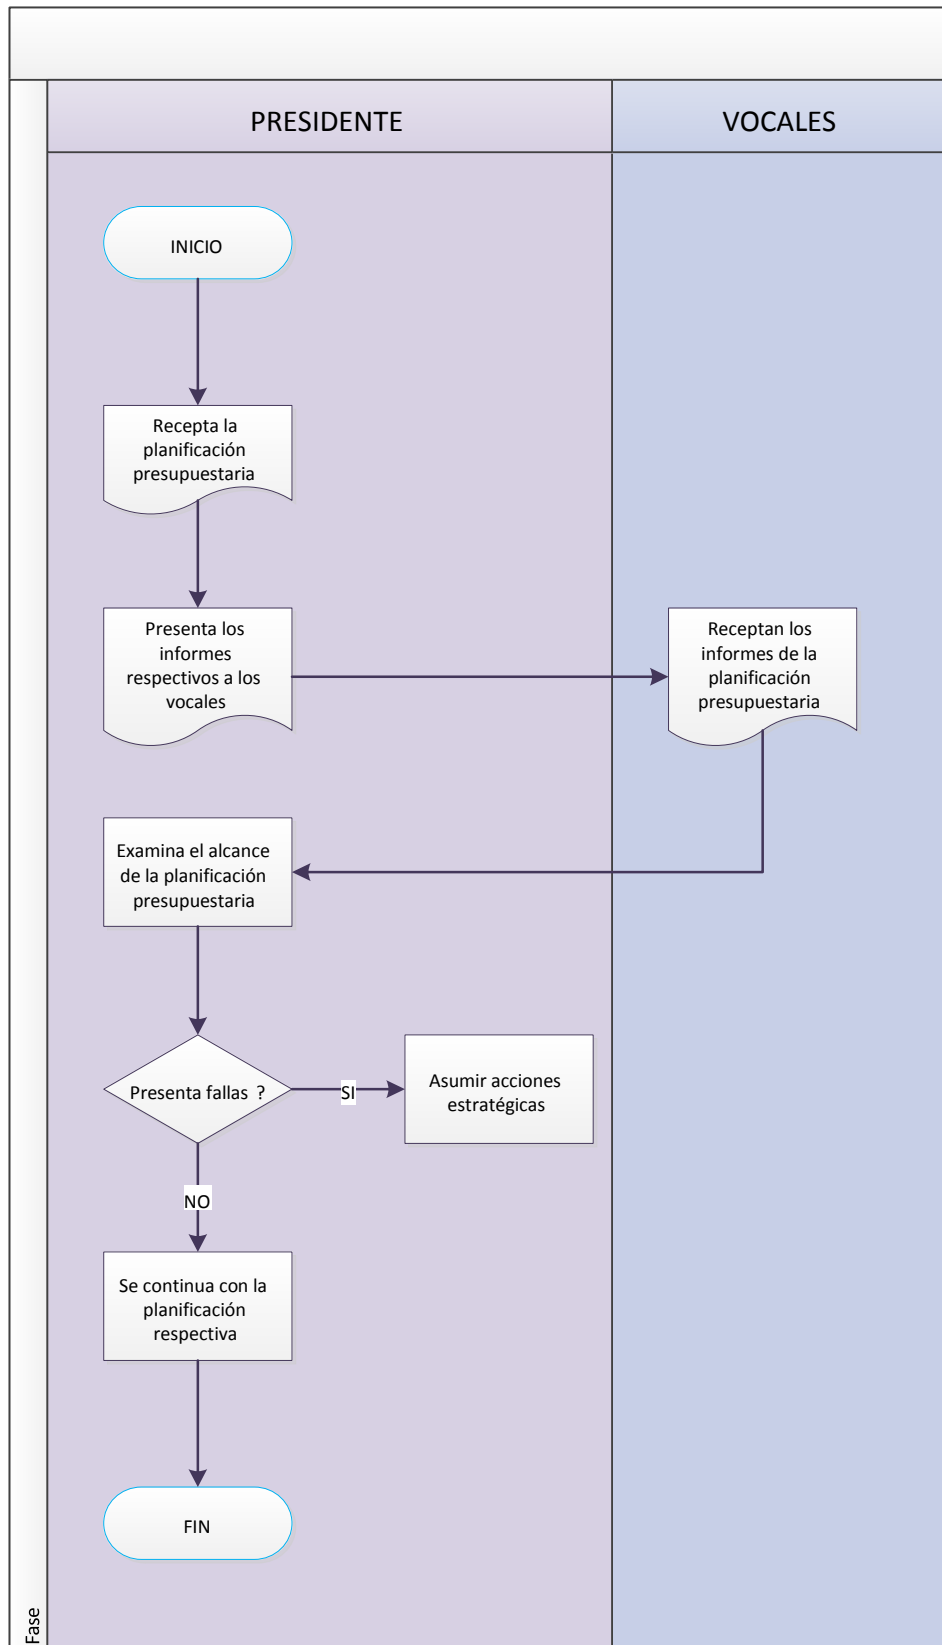 PRESIDENTE
VOCALES
INICIO
Recepta la
planificación
presupuestaria
Presenta los
informes
respectivos a los
vocales
Receptan los
informes de la
planificación
presupuestaria
Examina el alcance
de la planificación
presupuestaria
Presenta fallas ?
SI
Asumir acciones
estratégicas
NO
Se continua con la
planificación
respectiva
FIN
Fase